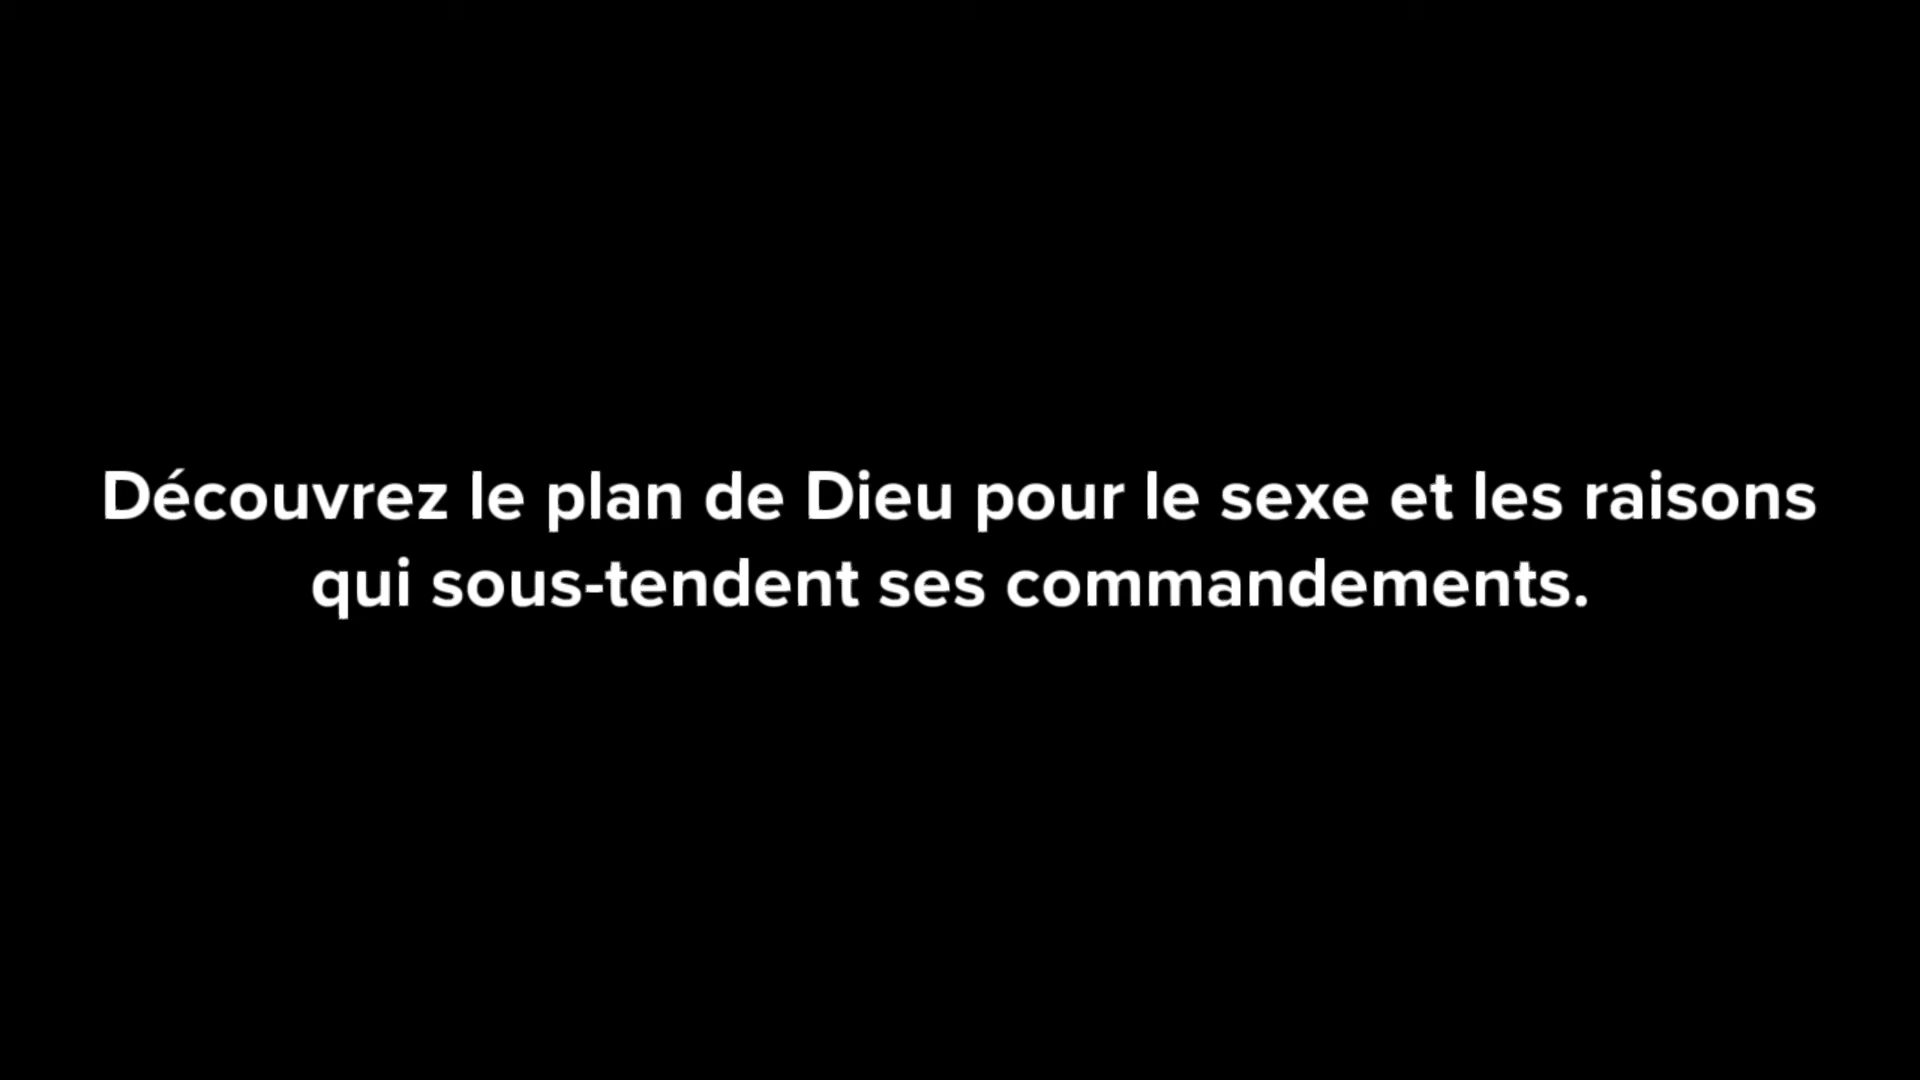 Découvrez le plan de Dieu pour le sexe et les raisons
qui sous-tendent ses commandements.